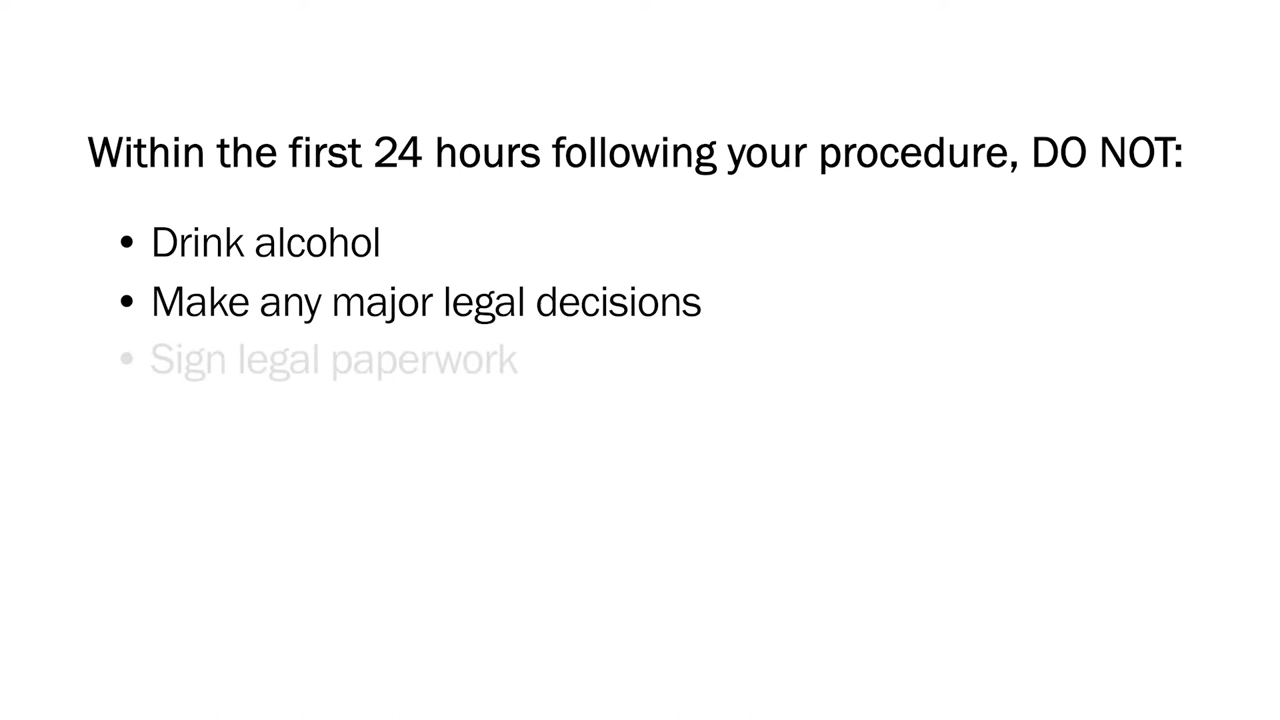 Within the first 24 hours following your procedure, DO NOT:
• Drink alcohol
• Make any major legal decisions
• Sign legal paperwork